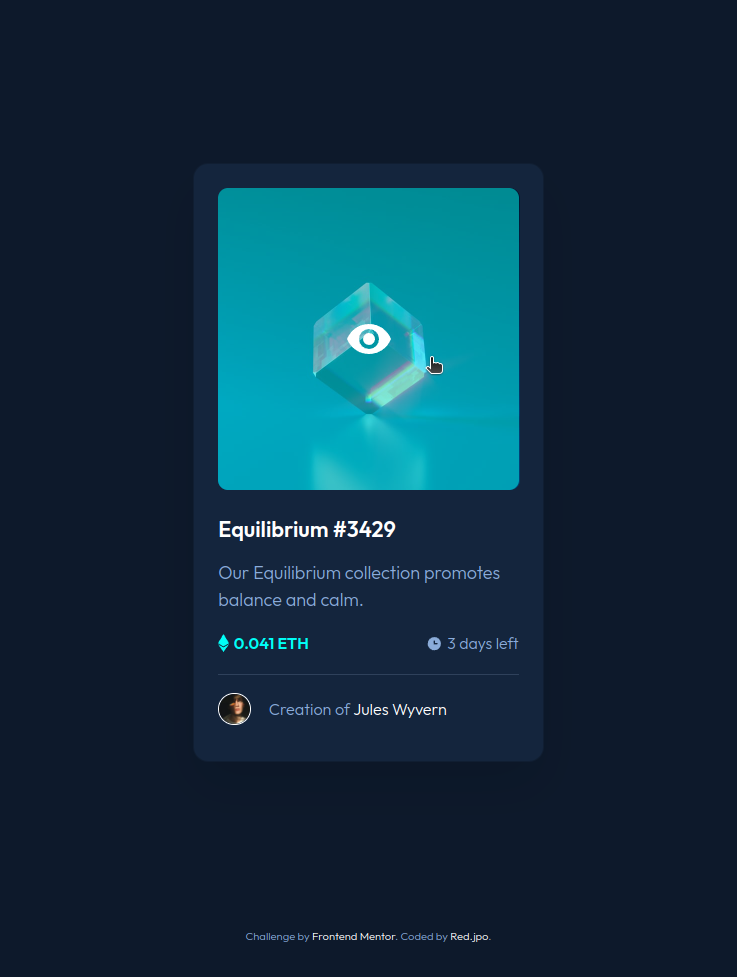 Equilibrium #3429
Our Equilibrium collection promotes
balance and calm.
0.041 ETH
3 days left
Creation of Jules Wyvern
Challenge by Frontend Mentor. Coded by Red.jpo.